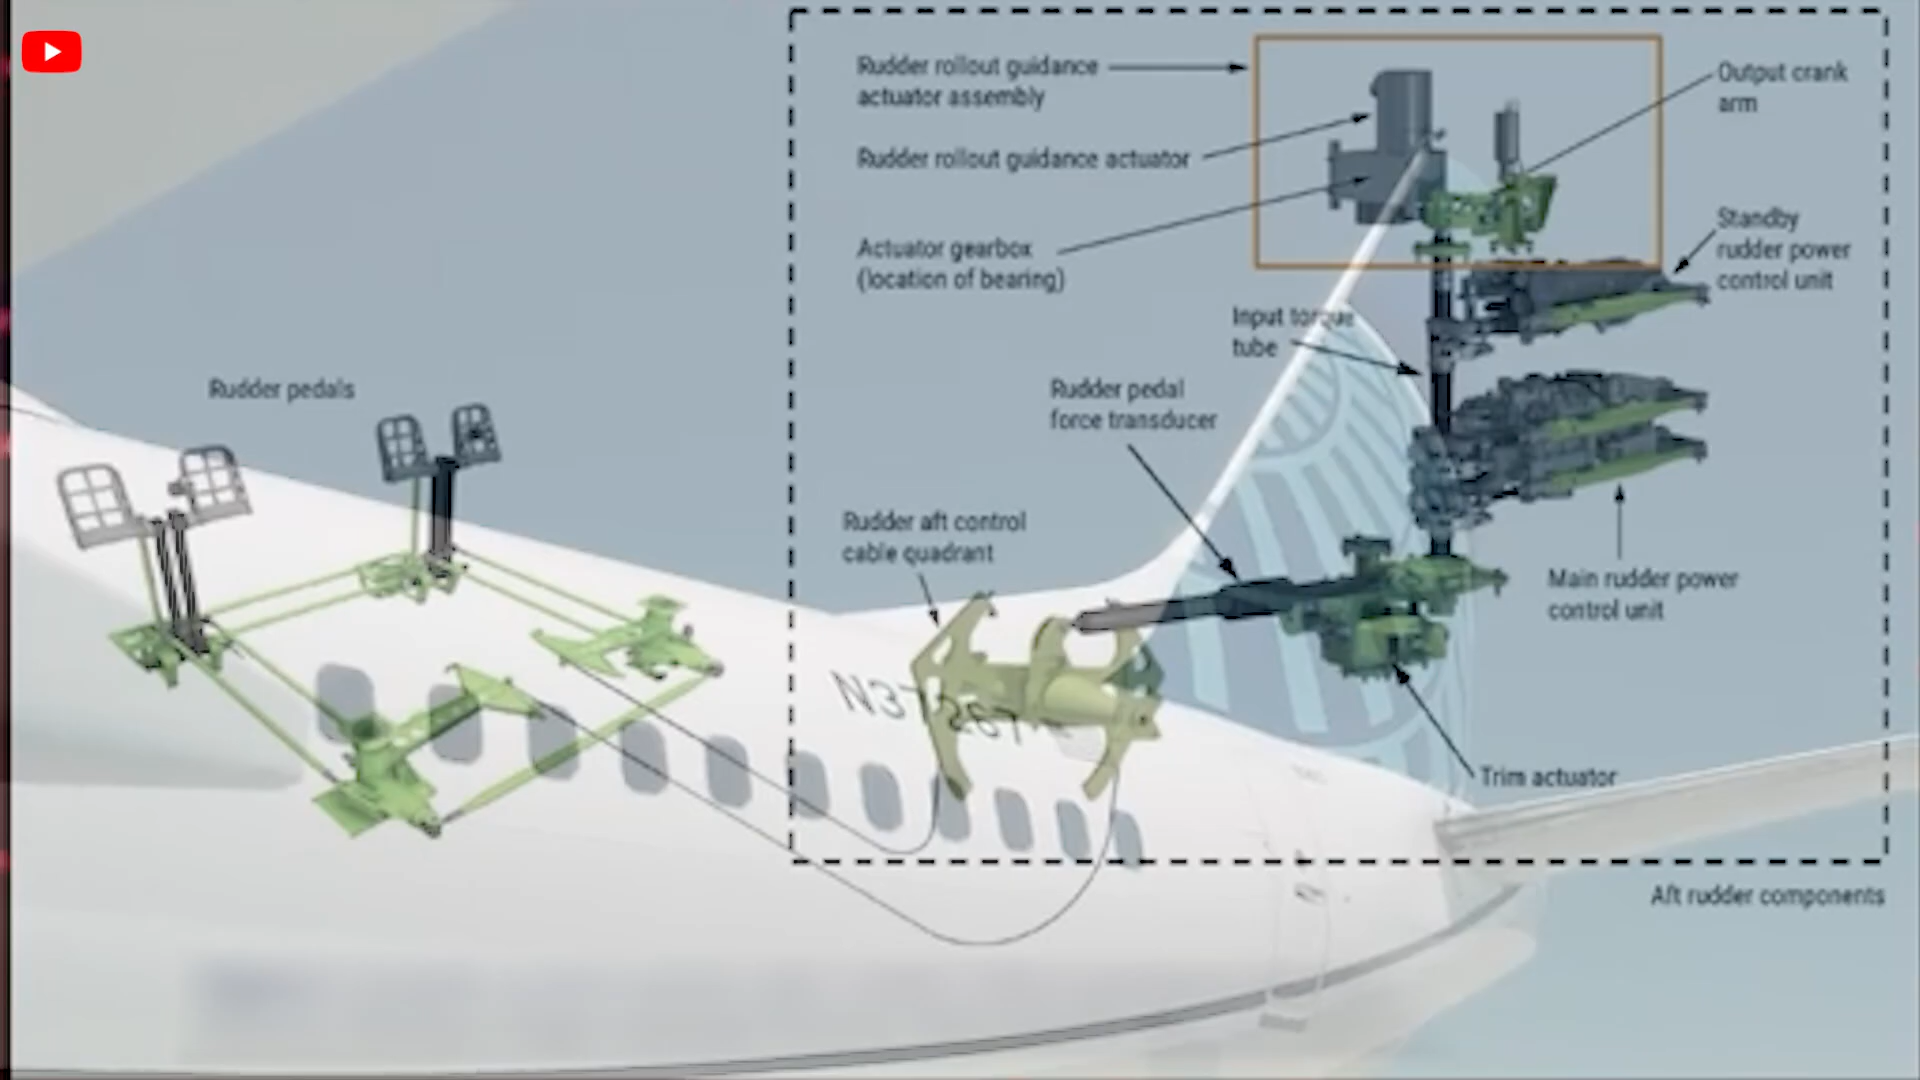 Rudder rollout guidance
actuator assembly
Output crank
arm
Rudder rollout guidance actuator
Standby
rudder power
control unit
Actuator gearbox
(location of bearing)
Input torque
tube
Rudder pedals
Rudder pedal
force transducer
Rudder aft control
cable quadrant
Main rudder power
control unit
Trim actuator
Aft rudder components